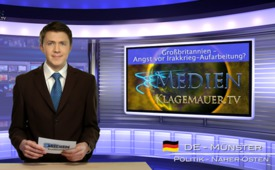 Großbritannien –
Angst vor Irakkrieg-Aufarbeitung?
MEDIEN
KLAGEMAUER.TV
DE - MÜNSTER
POLITIK - NAHER OSTEN